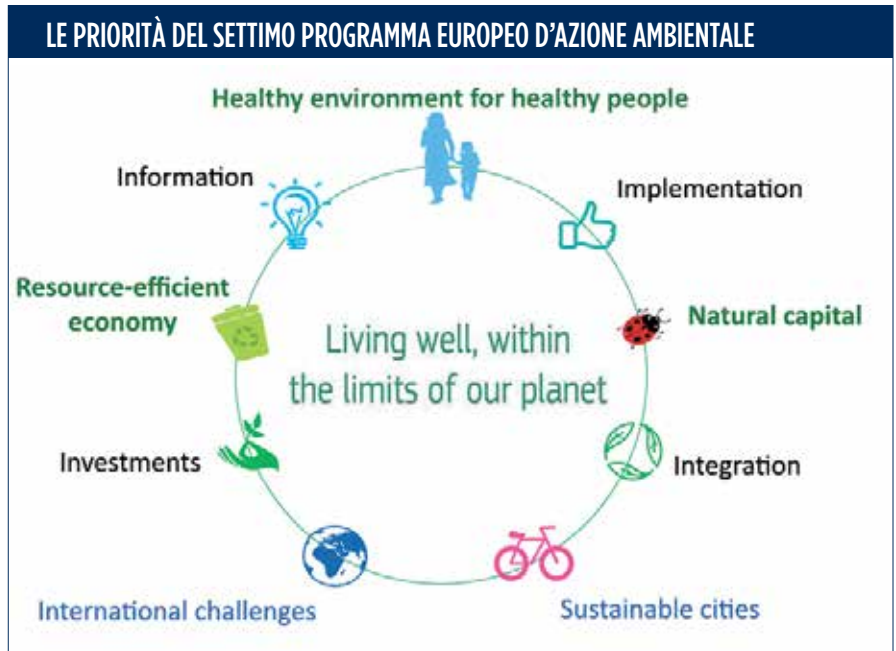 LE PRIORITÀ DEL SETTIMO PROGRAMMA EUROPEO D'AZIONE AMBIENTALE
Healthy environment for healthy people
Information
Implementation
Resource-efficient
economy
Natural capital
Living well, within
the limits of our planet
Investments
Integration
International challenges
Sustainable cities